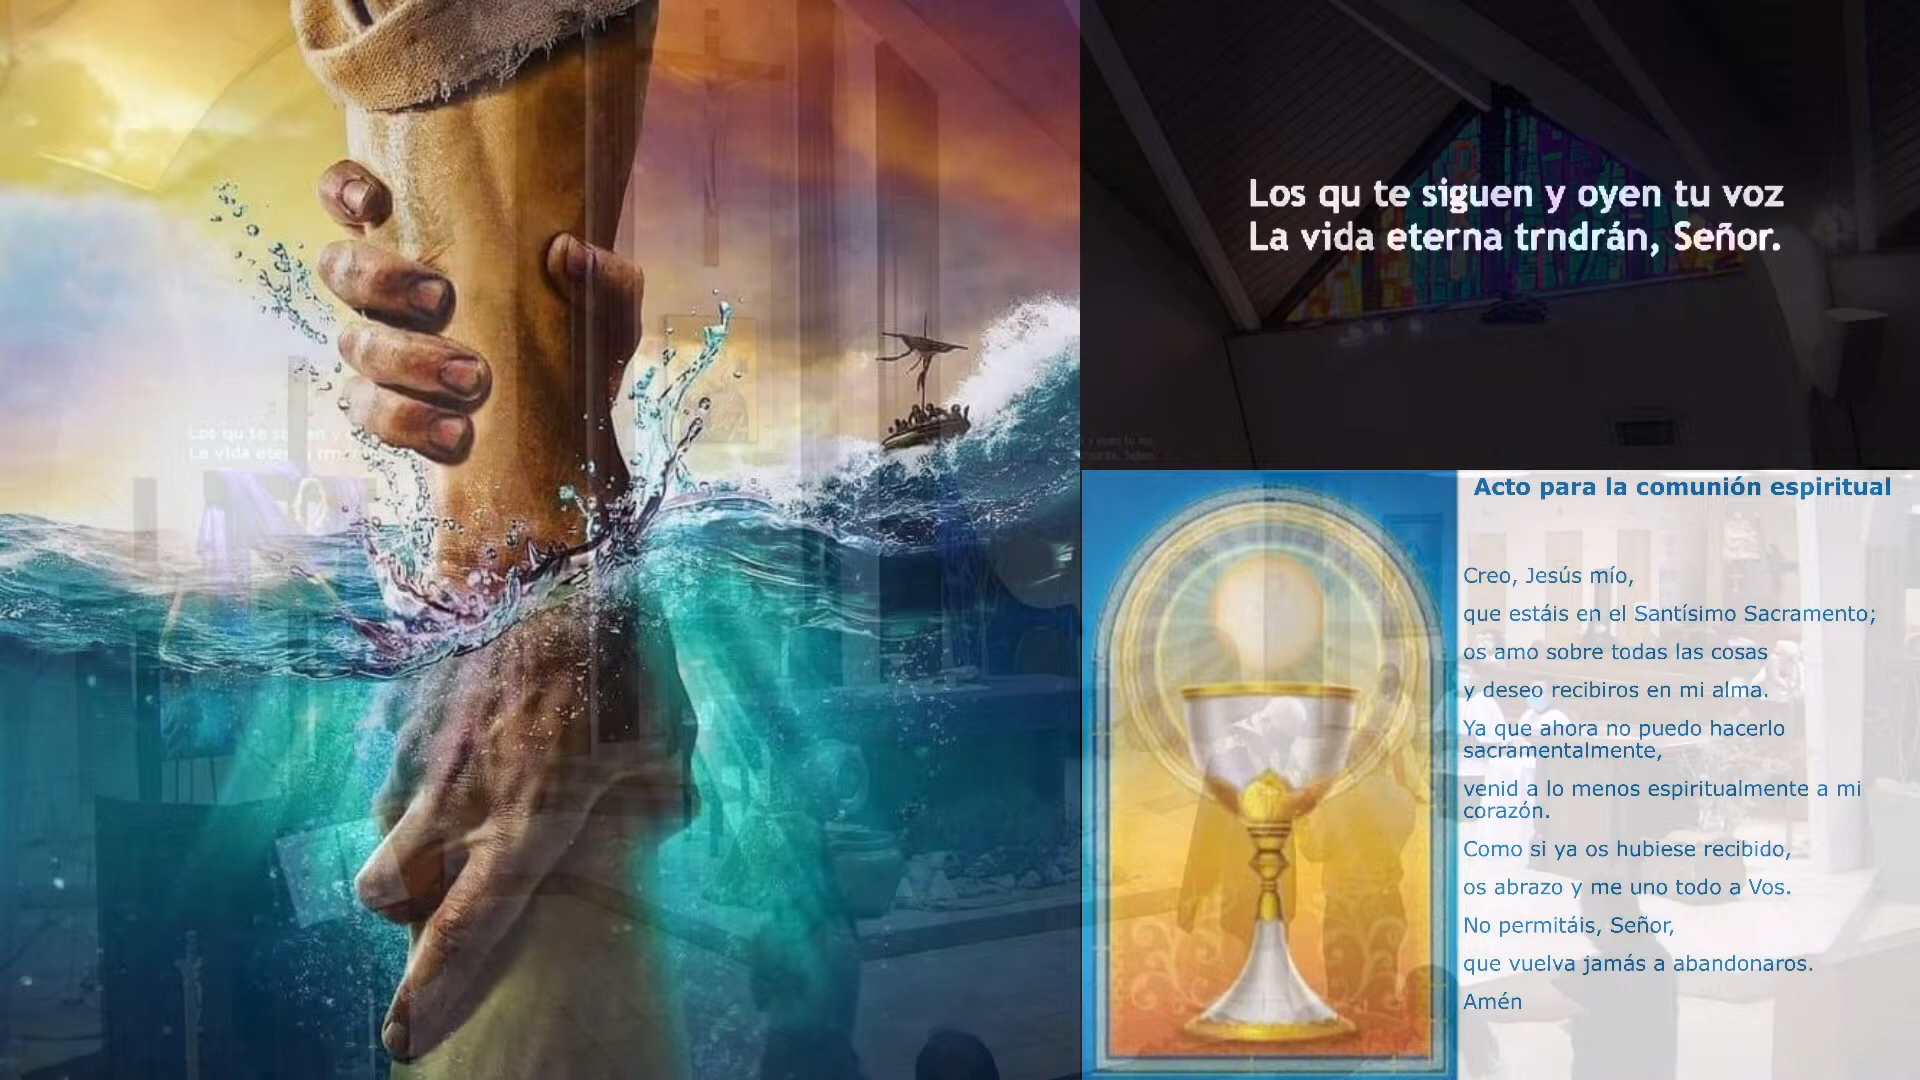 Los qu te siguen y oyen tu voz
La vida eterna trndrán, Señor.
Acto para la comunión espiritual
Creo, Jesús mío,
que estáis en el Santísimo Sacramento;
os amo sobre todas las cosas
y deseo recibiros en mi alma.
Ya que ahora no puedo hacerlo
sacramentalmente,
venid a lo menos espiritualmente a mi
corazón.
Como si ya os hubiese recibido,
os abrazo y me uno todo a Vos.
No permitáis, Señor,
que vuelva jamás a abandonaros.
Amén